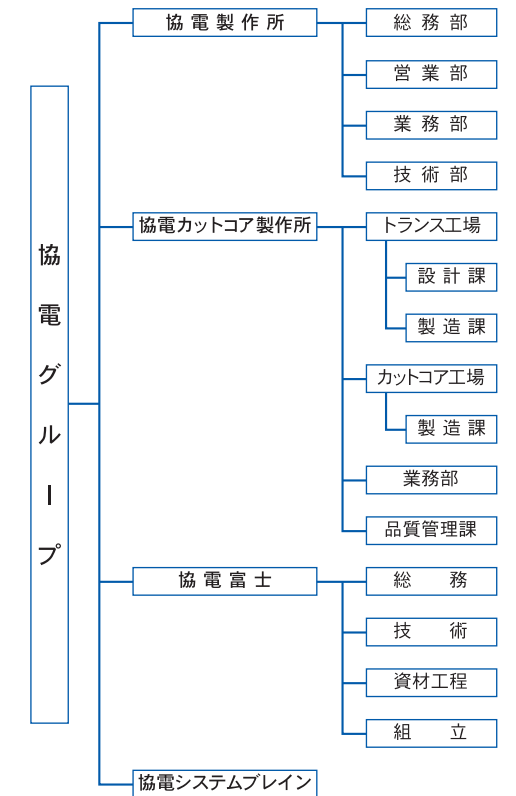 協電グループ
協電製作所
総務部
営業部
業務部
技術部
協電カットコア製作所
トランス工場
設計課
製造課
カットコア工場
製造課
業務部
品質管理課
協電富士
総務
技術
資材工程
組立
協電システムブレイン